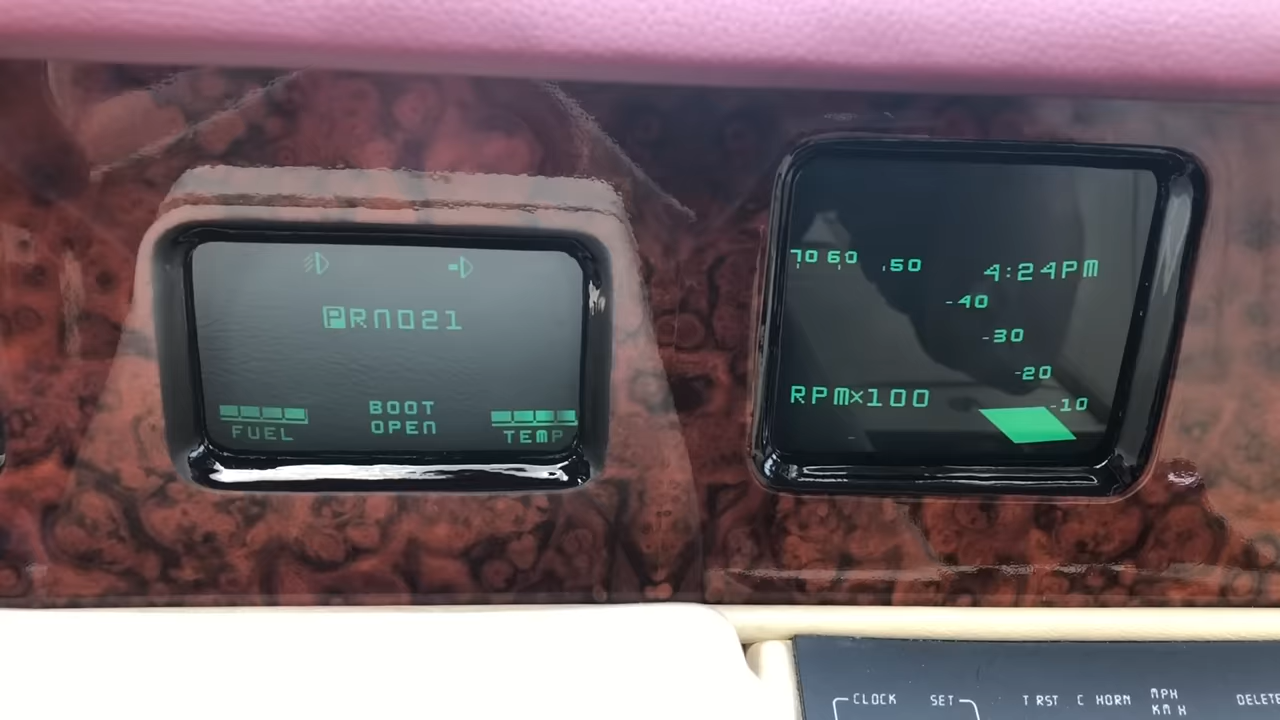 PRND21
BOOT
OPEN
FUEL
TEMP
70 60 50
4:24PM
40
30
20
10
RPM×100
CLOCK SET T RST C HORN MPH
KM H
DELETE